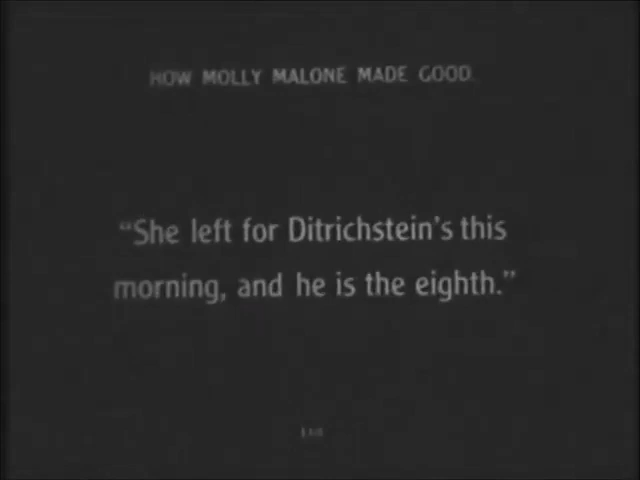 HOW MOLLY MALONE MADE GOOD
“She left for Ditrichstein’s this
morning, and he is the eighth.”